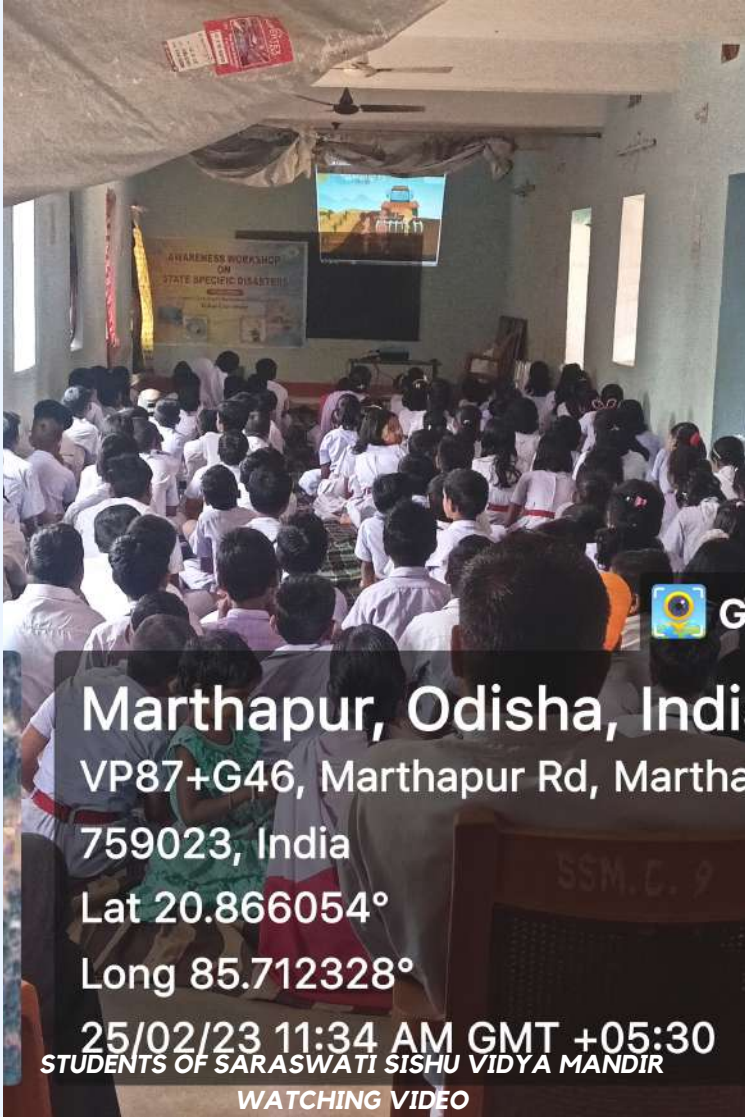 AWARENESS WORKSHOP
ON
STATE SPECIFIC DISASTERS
G
Marthapur, Odisha, Indi
VP87+G46, Marthapur Rd, Martha
759023, India
Lat 20.866054°
Long 85.712328°
25/02/23 11:34 AM GMT +05:30
SSM.C. 9
STUDENTS OF SARASWATI SISHU VIDYA MANDIR
WATCHING VIDEO